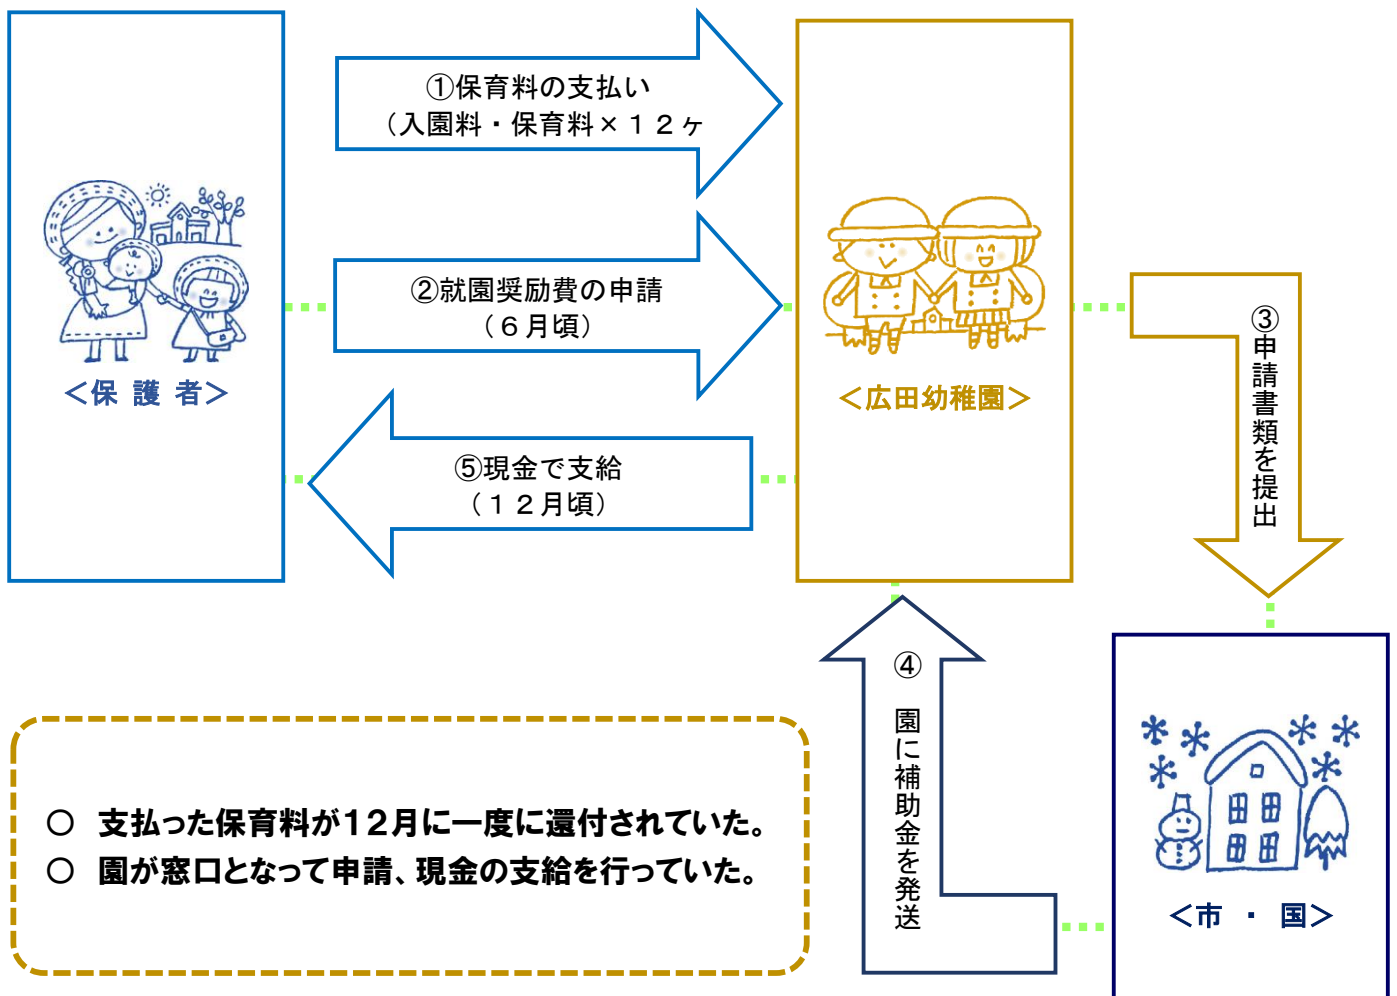 ①保育料の支払い
（入園料・保育料×１２ヶ
②就園奨励費の申請
（６月頃）
③申請書類を提出
＜保 護 者＞
＜広田幼稚園＞
⑤現金で支給
（１２月頃）
④ 園に補助金を発送
○ 支払った保育料が１２月に一度に還付されていた。
○ 園が窓口となって申請、現金の支給を行っていた。
＜市 ・ 国＞